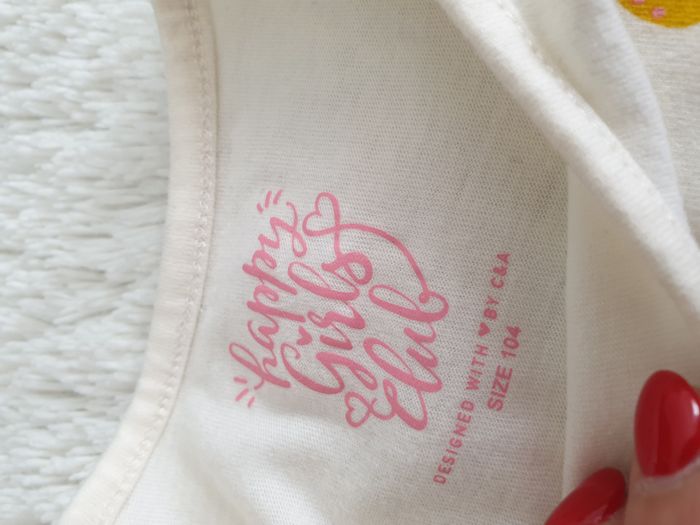 happy
Girls
Club
DESIGNED WITH ♥ BY C&A
SIZE 104